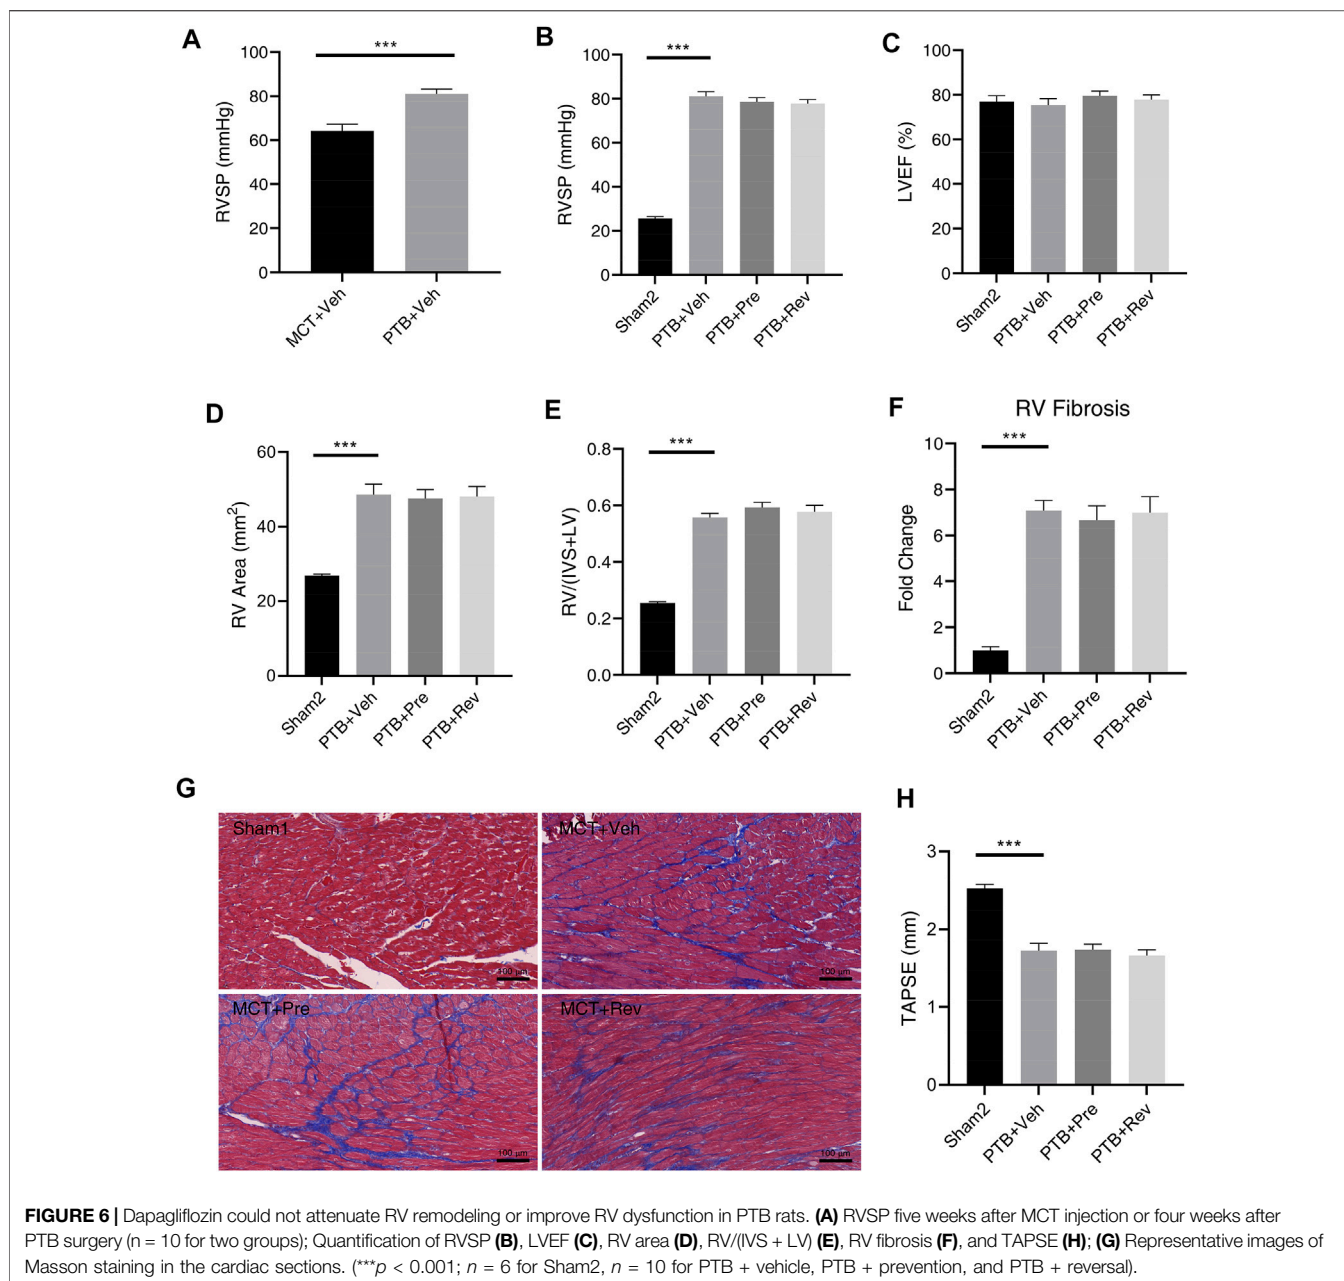 A
***
100
80
60
40
20
0
RVSP (mmHg)
MCT+Veh
PTB+Veh
B
***
100
80
60
40
20
0
RVSP (mmHg)
Sham2
PTB+Veh
PTB+Pre
PTB+Rev
C
100
80
60
40
20
0
LVEF (%)
Sham2
PTB+Veh
PTB+Pre
PTB+Rev
D
***
60
40
20
0
RV Area (mm²)
Sham2
PTB+Veh
PTB+Pre
PTB+Rev
E
***
0.8
0.6
0.4
0.2
0.0
RV/(IVS+LV)
Sham2
PTB+Veh
PTB+Pre
PTB+Rev
F
RV Fibrosis
***
10
8
6
4
2
0
Fold Change
Sham2
PTB+Veh
PTB+Pre
PTB+Rev
G
Sham1
100 μm
MCT+Veh
100 μm
MCT+Pre
100 μm
MCT+Rev
100 μm
H
***
3
2
1
0
TAPSE (mm)
Sham2
PTB+Veh
PTB+Pre
PTB+Rev
FIGURE 6 | Dapagliflozin could not attenuate RV remodeling or improve RV dysfunction in PTB rats. (A) RVSP five weeks after MCT injection or four weeks after
PTB surgery (n = 10 for two groups); Quantification of RVSP (B), LVEF (C), RV area (D), RV/(IVS + LV) (E), RV fibrosis (F), and TAPSE (H); (G) Representative images of
Masson staining in the cardiac sections. (***p < 0.001; n = 6 for Sham2, n = 10 for PTB + vehicle, PTB + prevention, and PTB + reversal).